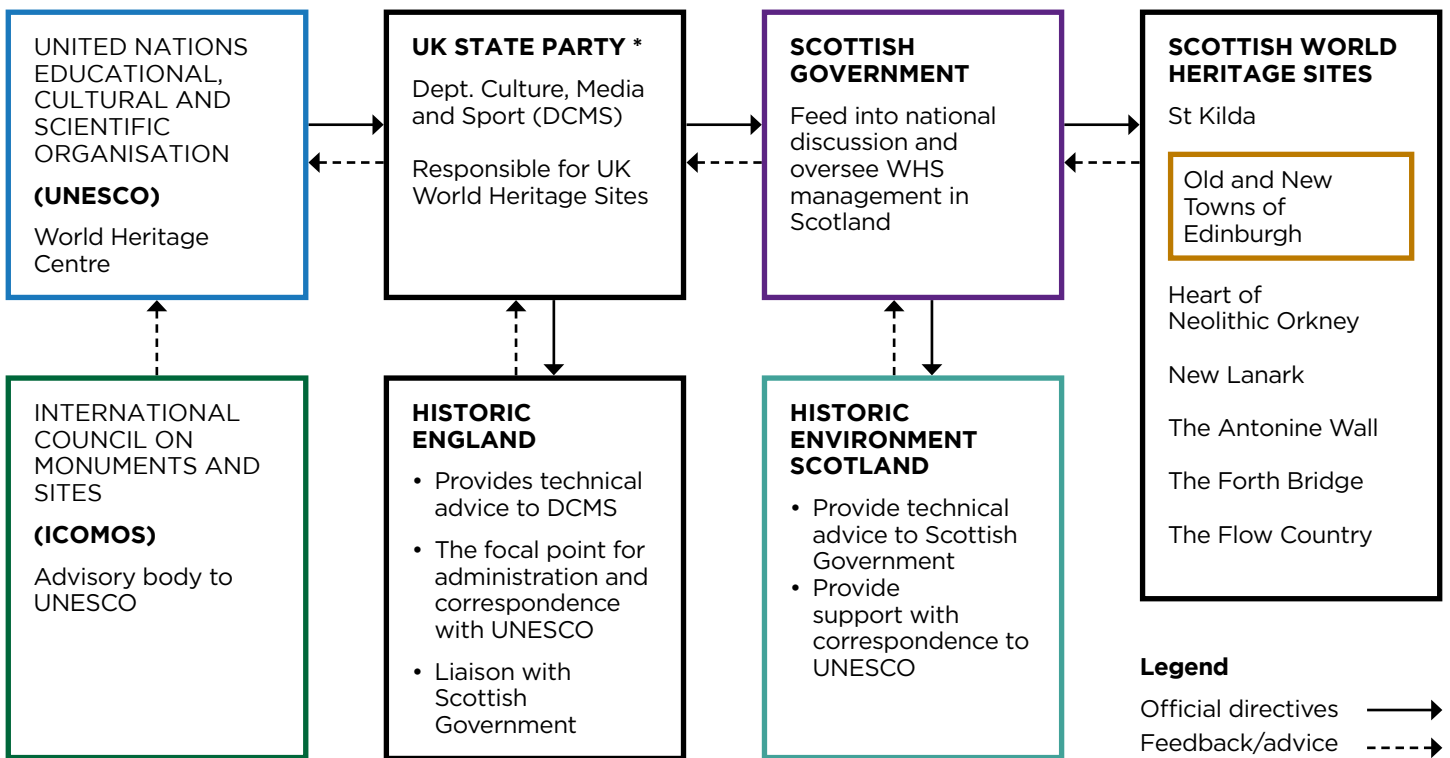 UNITED NATIONS
EDUCATIONAL,
CULTURAL AND
SCIENTIFIC
ORGANISATION
(UNESCO)
World Heritage
Centre
UK STATE PARTY *
Dept. Culture, Media
and Sport (DCMS)
Responsible for UK
World Heritage Sites
SCOTTISH
GOVERNMENT
Feed into national
discussion and
oversee WHS
management in
Scotland
SCOTTISH WORLD
HERITAGE SITES
St Kilda
Old and New
Towns of
Edinburgh
Heart of
Neolithic Orkney
New Lanark
The Antonine Wall
The Forth Bridge
The Flow Country
INTERNATIONAL
COUNCIL ON
MONUMENTS AND
SITES
(ICOMOS)
Advisory body to
UNESCO
HISTORIC
ENGLAND
• Provides technical
advice to DCMS
• The focal point for
administration and
correspondence
with UNESCO
• Liaison with
Scottish
Government
HISTORIC
ENVIRONMENT
SCOTLAND
• Provide technical
advice to Scottish
Government
• Provide
support with
correspondence to
UNESCO
Legend
Official directives
Feedback/advice